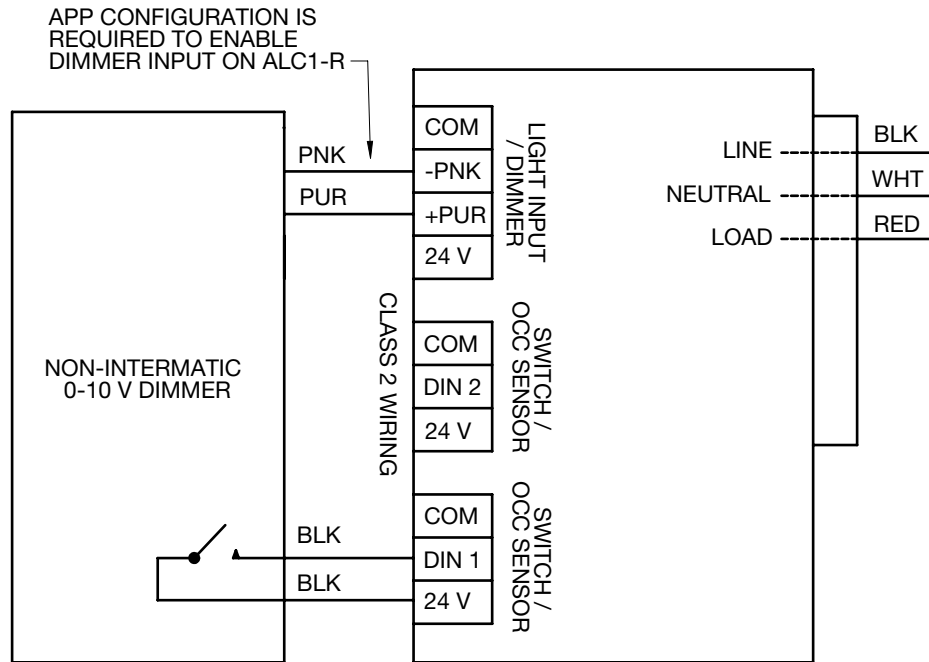 APP CONFIGURATION IS
REQUIRED TO ENABLE
DIMMER INPUT ON ALC1-R
PNK
PUR
NON-INTERMATIC
0-10 V DIMMER
BLK
BLK
CLASS 2 WIRING
COM
-PNK
+PUR
24 V
LIGHT INPUT
/ DIMMER
COM
DIN 2
24 V
SWITCH /
OCC SENSOR
COM
DIN 1
24 V
SWITCH /
OCC SENSOR
LINE
BLK
NEUTRAL
WHT
LOAD
RED